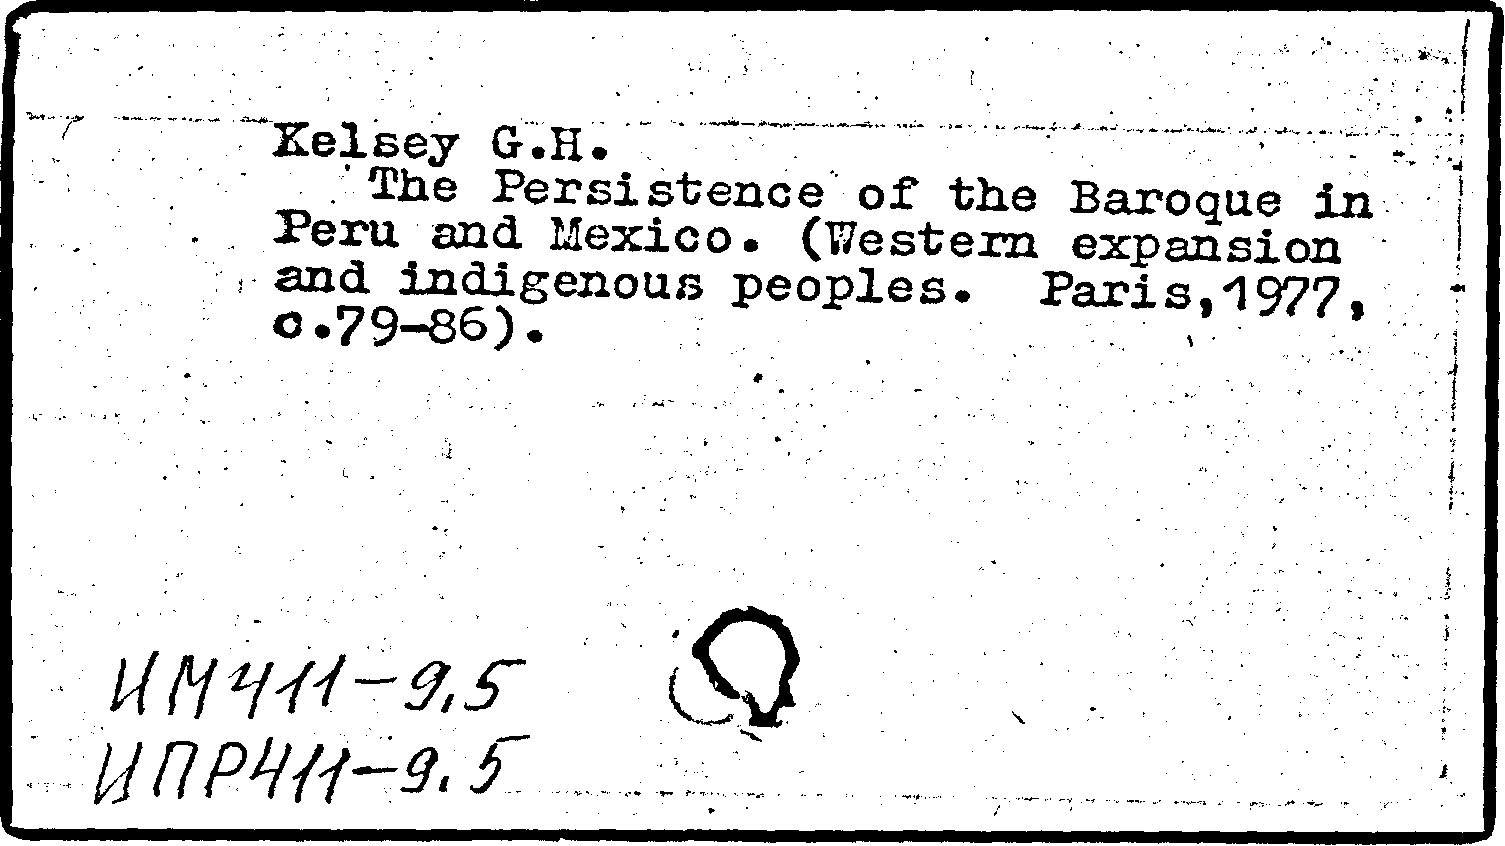 Kelsey G.H.
The Persistence of the Baroque in
Peru and Mexico. (Western expansion
and indigenous peoples. Paris,1977,
c.79-86).
ИМ411-9.5
ИПР411-9.5